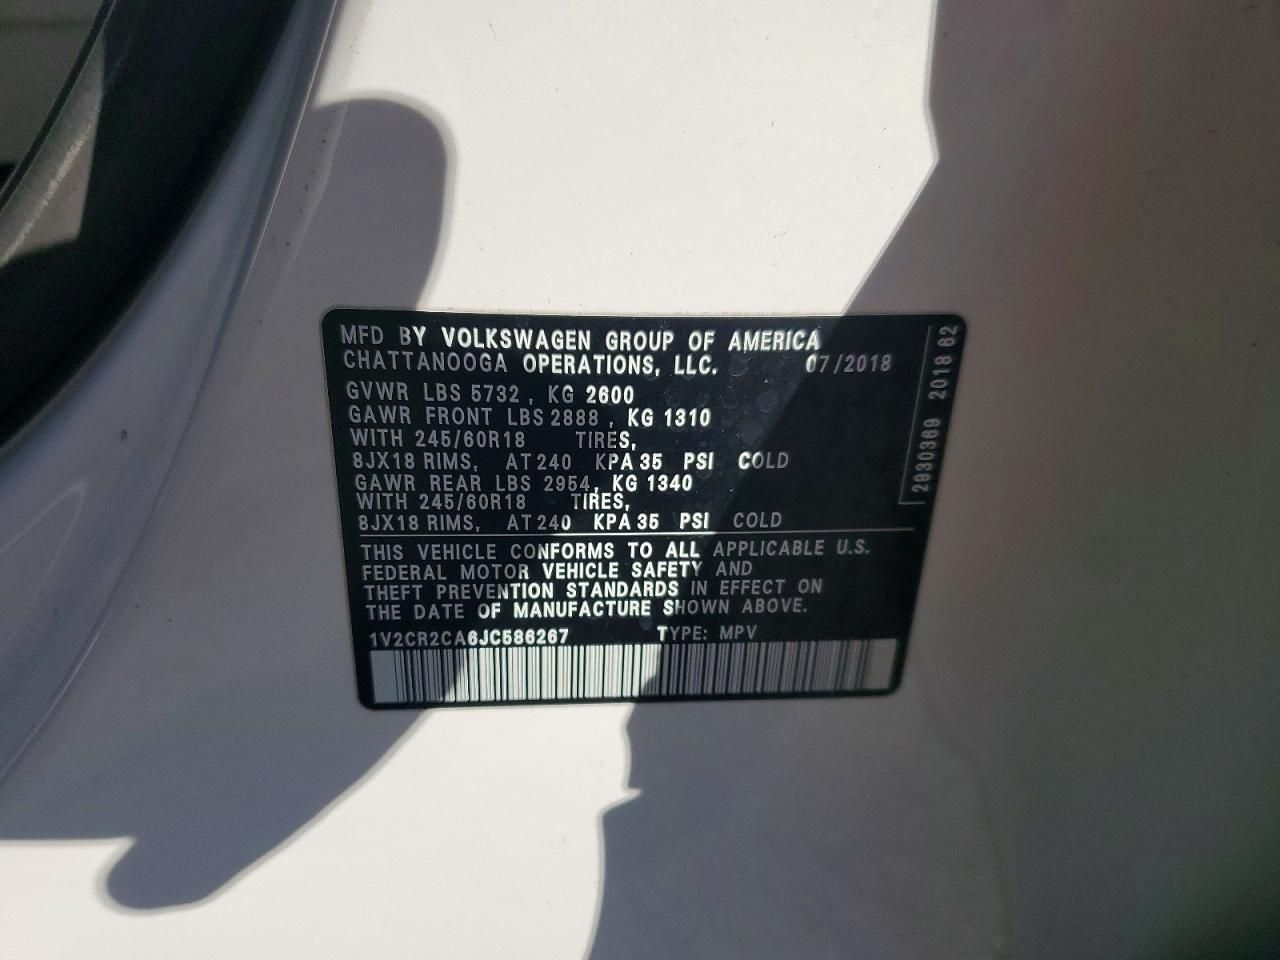 MFD BY VOLKSWAGEN GROUP OF AMERICA
CHATTANOOGA OPERATIONS, LLC. 07/2018
GVWR LBS 5732, KG 2600
GAWR FRONT LBS 2888, KG 1310
WITH 245/60R18 TIRES,
8JX18 RIMS, AT 240 KPA 35 PSI COLD
GAWR REAR LBS 2954, KG 1340
WITH 245/60R18 TIRES,
8JX18 RIMS, AT 240 KPA 35 PSI COLD
THIS VEHICLE CONFORMS TO ALL APPLICABLE U.S.
FEDERAL MOTOR VEHICLE SAFETY AND
THEFT PREVENTION STANDARDS IN EFFECT ON
THE DATE OF MANUFACTURE SHOWN ABOVE.
1V2CR2CA6JC586267 TYPE: MPV
2930369 2018 62